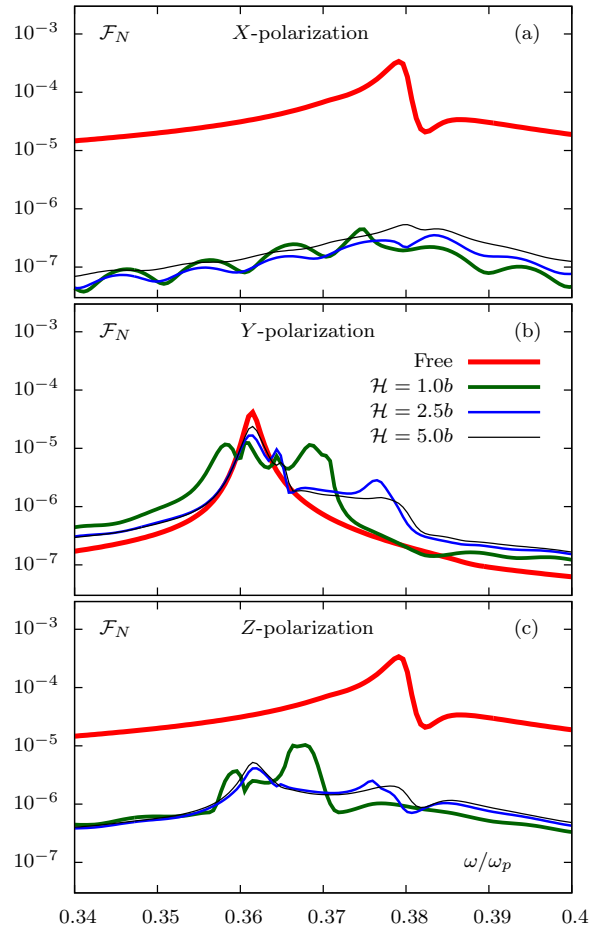 10⁻³ ℱ_N X-polarization (a)
10⁻⁴
10⁻⁵
10⁻⁶
10⁻⁷
10⁻³ ℱ_N Y-polarization (b)
Free
10⁻⁴ ℋ = 1.0b
ℋ = 2.5b
10⁻⁵ ℋ = 5.0b
10⁻⁶
10⁻⁷
10⁻³ ℱ_N Z-polarization (c)
10⁻⁴
10⁻⁵
10⁻⁶
10⁻⁷ ω/ω_p
0.34 0.35 0.36 0.37 0.38 0.39 0.4